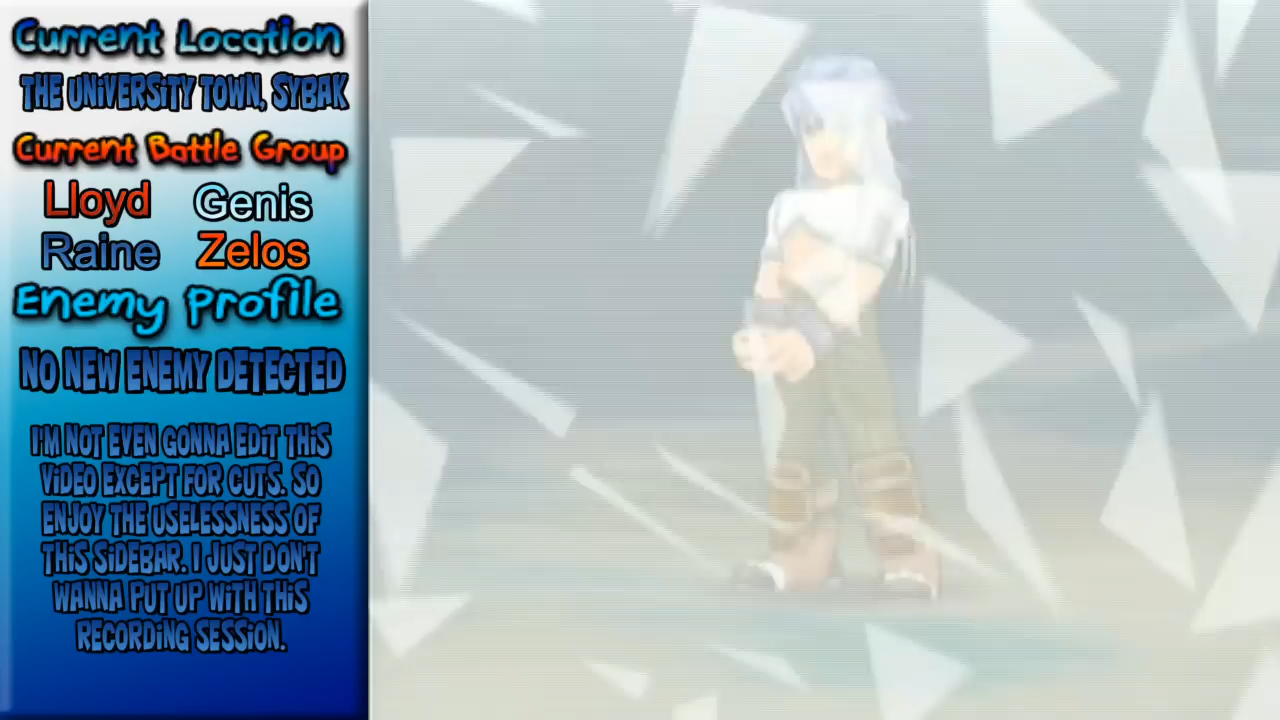 Current Location
THE UNIVERSITY TOWN, SYBAK
Current Battle Group
Lloyd Genis
Raine Zelos
Enemy Profile
NO NEW ENEMY DETECTED
I'M NOT EVEN GONNA EDIT THIS
VIDEO EXCEPT FOR CUTS. SO
ENJOY THE USELESSNESS OF
THIS SIDEBAR. I JUST DON'T
WANNA PUT UP WITH THIS
RECORDING SESSION.